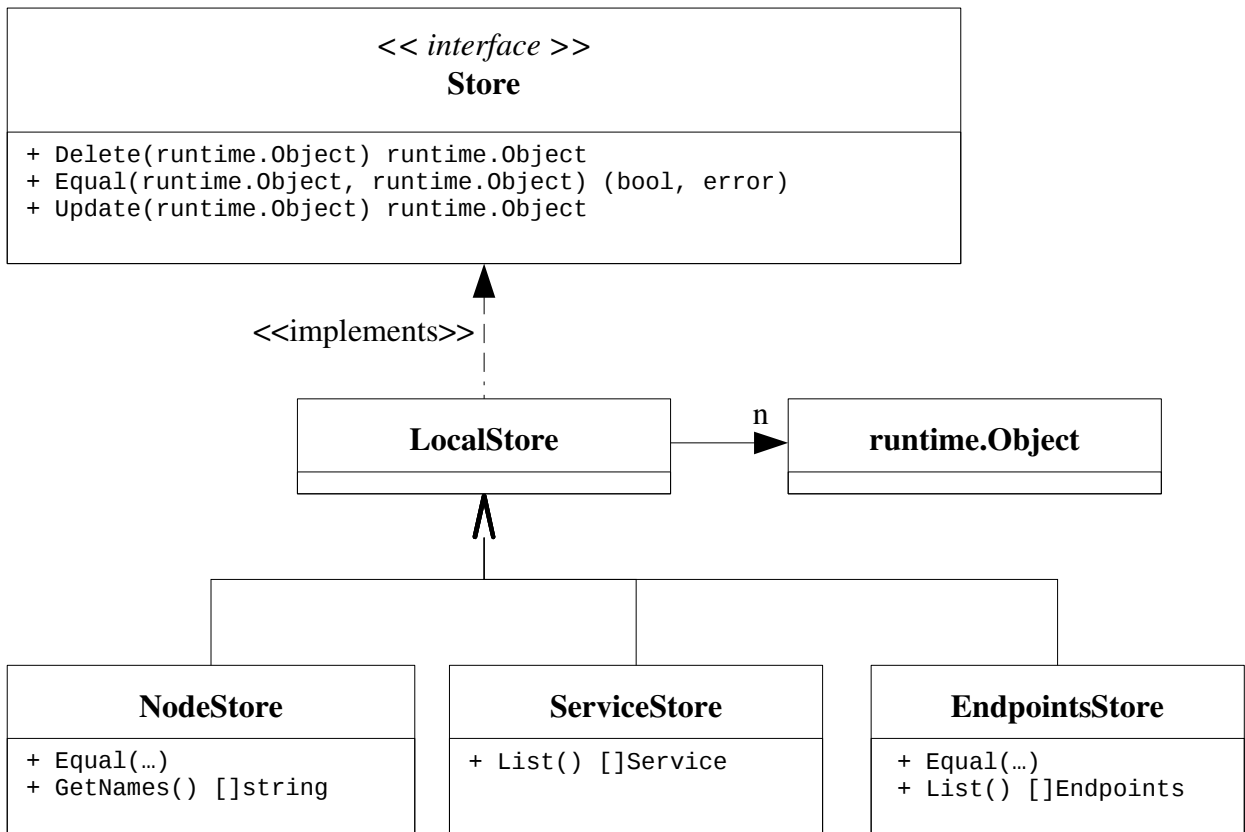 << interface >>
Store
+ Delete(runtime.Object) runtime.Object
+ Equal(runtime.Object, runtime.Object) (bool, error)
+ Update(runtime.Object) runtime.Object
<<implements>>
n
LocalStore
runtime.Object
NodeStore
+ Equal(…)
+ GetNames() []string
ServiceStore
+ List() []Service
EndpointsStore
+ Equal(…)
+ List() []Endpoints